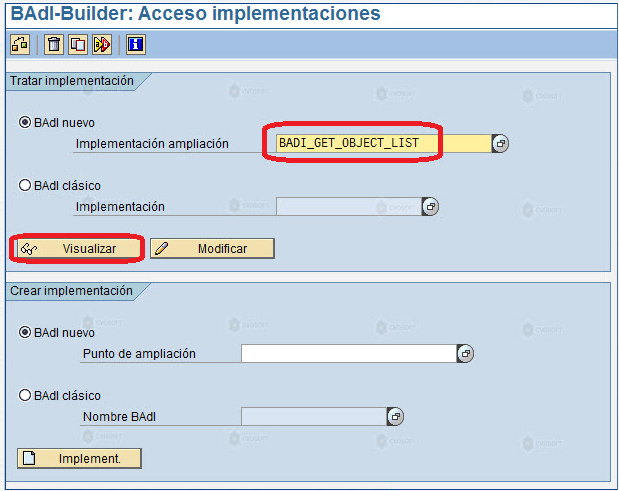 BAdI-Builder: Acceso implementaciones
Tratar implementación
BAdI nuevo
Implementación ampliación
BADI_GET_OBJECT_LIST
BAdI clásico
Implementación
Visualizar
Modificar
Crear implementación
BAdI nuevo
Punto de ampliación
BAdI clásico
Nombre BAdI
Implement.